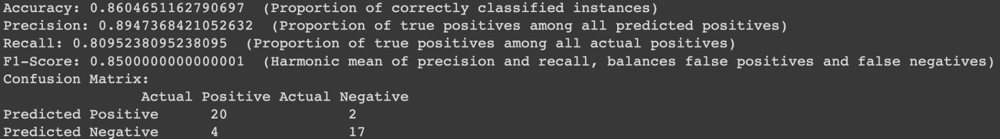 Accuracy: 0.8604651162790697  (Proportion of correctly classified instances)
Precision: 0.8947368421052632  (Proportion of true positives among all predicted positives)
Recall: 0.8095238095238095  (Proportion of true positives among all actual positives)
F1-Score: 0.8500000000000001  (Harmonic mean of precision and recall, balances false positives and false negatives)
Confusion Matrix:
Actual Positive Actual Negative
Predicted Positive      20              2
Predicted Negative      4               17